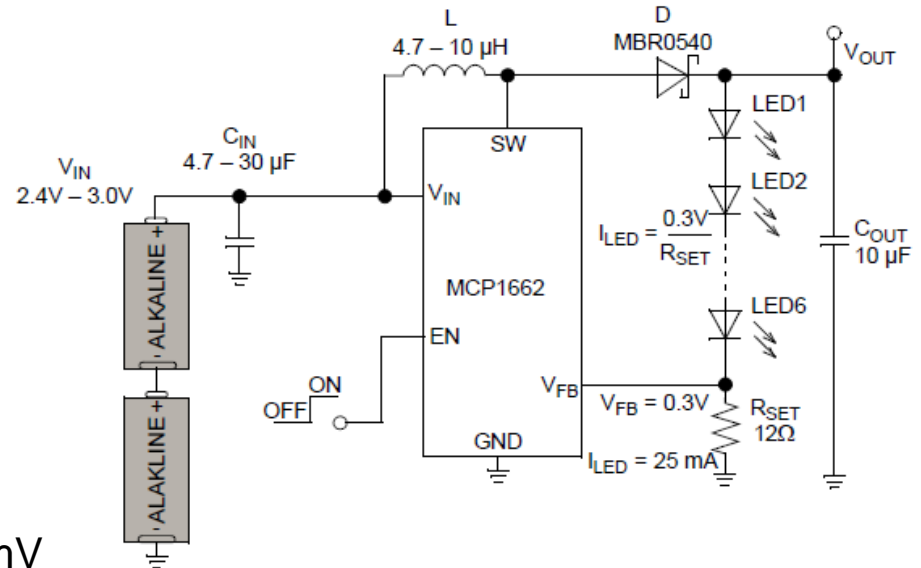 L
4.7 – 10 µH
D
MBR0540
VOUT
LED1
CIN
4.7 – 30 µF
SW
VIN
2.4V – 3.0V
VIN
LED2
ILED = 0.3V
RSET
COUT
10 µF
ALKALINE +
-
MCP1662
LED6
EN
ON
OFF
VFB
VFB = 0.3V
RSET
12Ω
GND
ILED = 25 mA
ALAKLINE +
-
mV